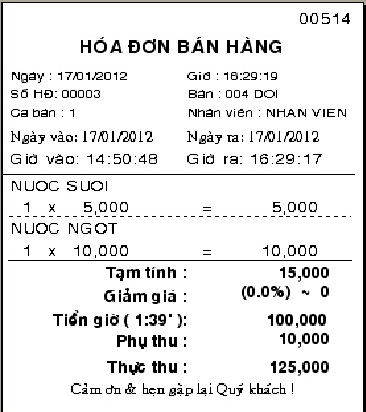 00514
HÓA ĐƠN BÁN HÀNG
Ngày : 17/01/2012 Giờ : 16:29:19
Số HĐ: 00003 Bàn : 004 DOI
Ca bán : 1 Nhân viên : NHAN VIEN
Ngày vào: 17/01/2012 Ngày ra: 17/01/2012
Giờ vào: 14:50:48 Giờ ra: 16:29:17
NUOC SUOI
1 x 5,000 = 5,000
NUOC NGOT
1 x 10,000 = 10,000
Tạm tính : 15,000
Giảm giá : (0.0%) ~ 0
Tiền giờ ( 1:39' ): 100,000
Phụ thu : 10,000
Thực thu : 125,000
Cảm ơn & hẹn gặp lại Quý khách !